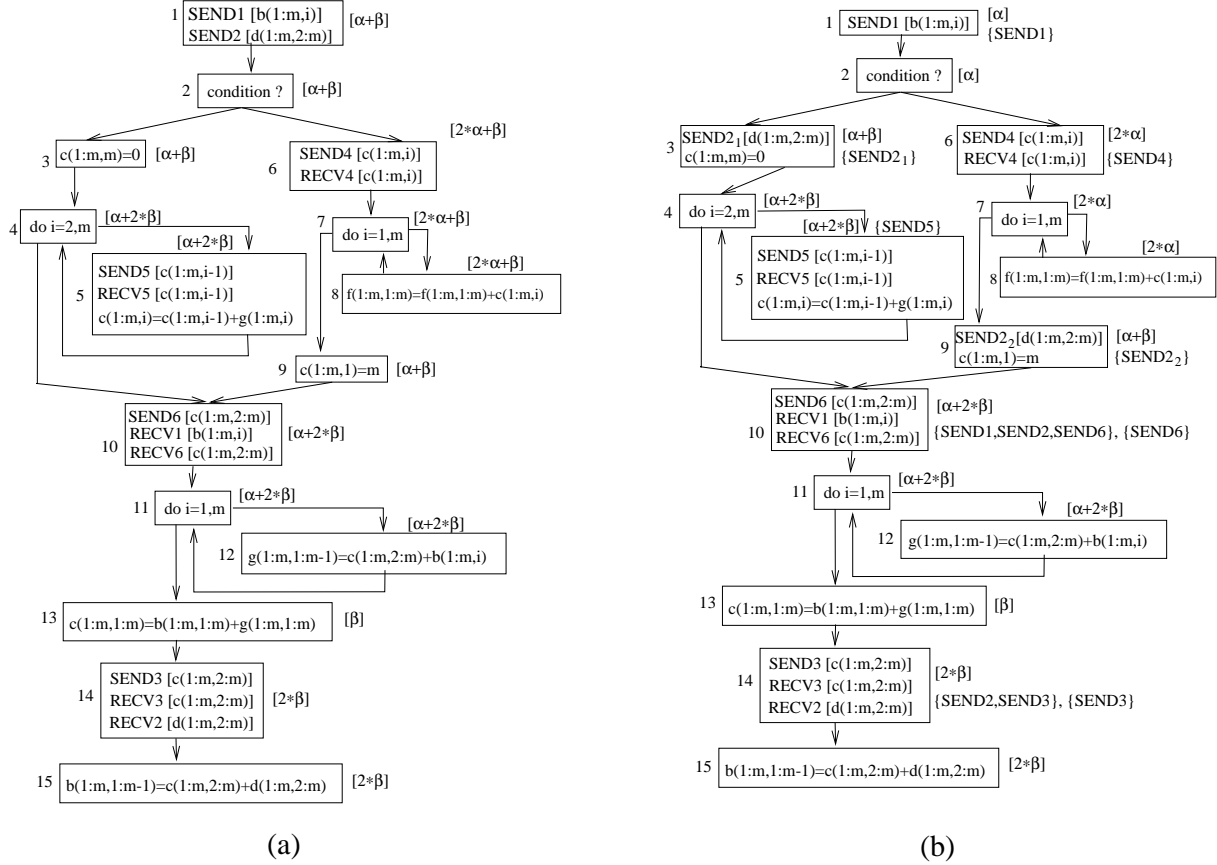 1
SEND1 [b(1:m,i)]
SEND2 [d(1:m,2:m)]
[α+β]
2
condition ?
[α+β]
3
c(1:m,m)=0
[α+β]
[2*α+β]
6
SEND4 [c(1:m,i)]
RECV4 [c(1:m,i)]
4
do i=2,m
[α+2*β]
7
do i=1,m
[2*α+β]
[α+2*β]
5
SEND5 [c(1:m,i-1)]
RECV5 [c(1:m,i-1)]
c(1:m,i)=c(1:m,i-1)+g(1:m,i)
[2*α+β]
8
f(1:m,1:m)=f(1:m,1:m)+c(1:m,i)
9
c(1:m,1)=m
[α+β]
10
SEND6 [c(1:m,2:m)]
RECV1 [b(1:m,i)]
RECV6 [c(1:m,2:m)]
[α+2*β]
11
do i=1,m
[α+2*β]
[α+2*β]
12
g(1:m,1:m-1)=c(1:m,2:m)+b(1:m,i)
13
c(1:m,1:m)=b(1:m,1:m)+g(1:m,1:m)
[β]
14
SEND3 [c(1:m,2:m)]
RECV3 [c(1:m,2:m)]
RECV2 [d(1:m,2:m)]
[2*β]
15
b(1:m,1:m-1)=c(1:m,2:m)+d(1:m,2:m)
[2*β]
(a)
1
SEND1 [b(1:m,i)]
[α]
{SEND1}
2
condition ?
[α]
3
SEND2₁[d(1:m,2:m)]
c(1:m,m)=0
[α+β]
{SEND2₁}
6
SEND4 [c(1:m,i)]
RECV4 [c(1:m,i)]
[2*α]
{SEND4}
4
do i=2,m
[α+2*β]
7
do i=1,m
[2*α]
[α+2*β] {SEND5}
5
SEND5 [c(1:m,i-1)]
RECV5 [c(1:m,i-1)]
c(1:m,i)=c(1:m,i-1)+g(1:m,i)
[2*α]
8
f(1:m,1:m)=f(1:m,1:m)+c(1:m,i)
9
SEND2₂[d(1:m,2:m)]
c(1:m,1)=m
[α+β]
{SEND2₂}
10
SEND6 [c(1:m,2:m)]
RECV1 [b(1:m,i)]
RECV6 [c(1:m,2:m)]
[α+2*β]
{SEND1,SEND2,SEND6}, {SEND6}
11
do i=1,m
[α+2*β]
[α+2*β]
12
g(1:m,1:m-1)=c(1:m,2:m)+b(1:m,i)
13
c(1:m,1:m)=b(1:m,1:m)+g(1:m,1:m)
[β]
14
SEND3 [c(1:m,2:m)]
RECV3 [c(1:m,2:m)]
RECV2 [d(1:m,2:m)]
[2*β]
{SEND2,SEND3}, {SEND3}
15
b(1:m,1:m-1)=c(1:m,2:m)+d(1:m,2:m)
[2*β]
(b)